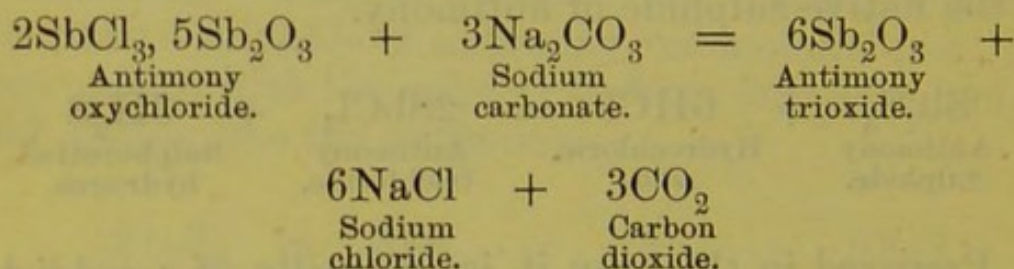 2SbCl₃, 5Sb₂O₃ + 3Na₂CO₃ = 6Sb₂O₃ +
Antimony Sodium Antimony
oxychloride. carbonate. trioxide.
6NaCl + 3CO₂
Sodium Carbon
chloride. dioxide.